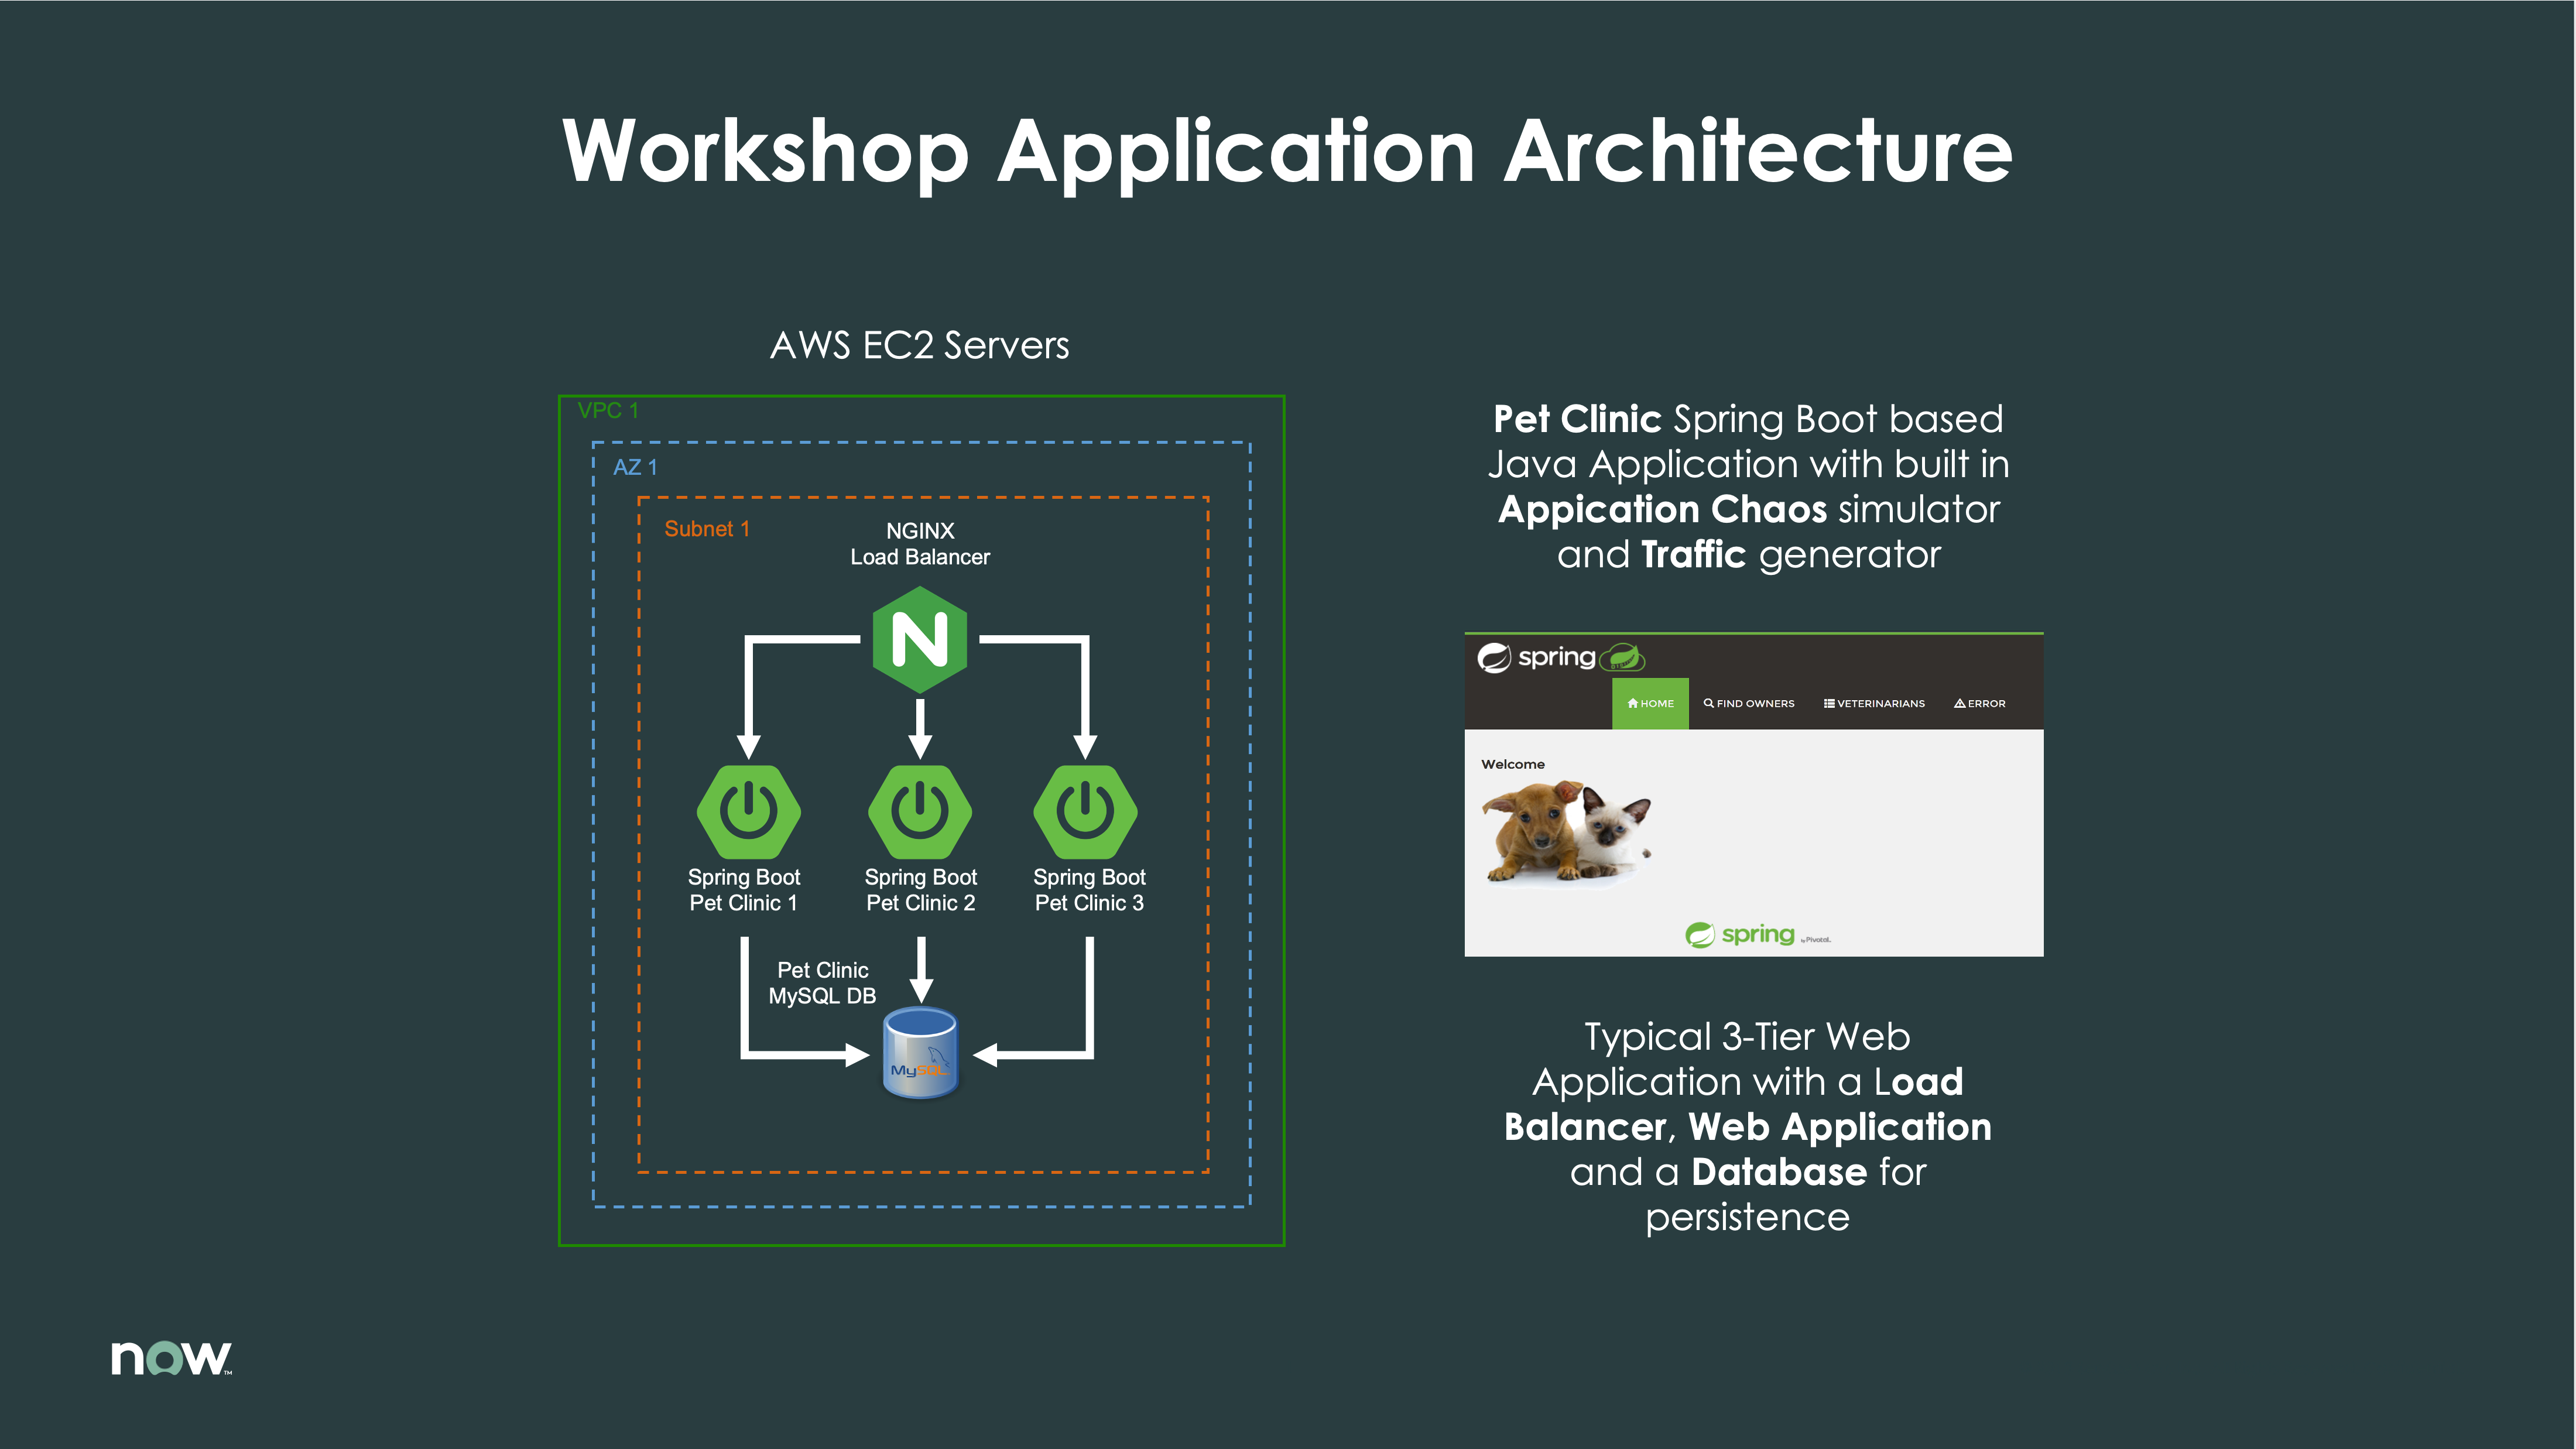 Workshop Application Architecture
AWS EC2 Servers
VPC 1
AZ 1
Subnet 1
NGINX
Load Balancer
N
Spring Boot
Pet Clinic 1
Spring Boot
Pet Clinic 2
Spring Boot
Pet Clinic 3
Pet Clinic
MySQL DB
MySQL
Pet Clinic Spring Boot based
Java Application with built in
Appication Chaos simulator
and Traffic generator
spring
HOME FIND OWNERS VETERINARIANS ERROR
Welcome
spring by Pivotal.
Typical 3-Tier Web
Application with a Load
Balancer, Web Application
and a Database for
persistence
now™